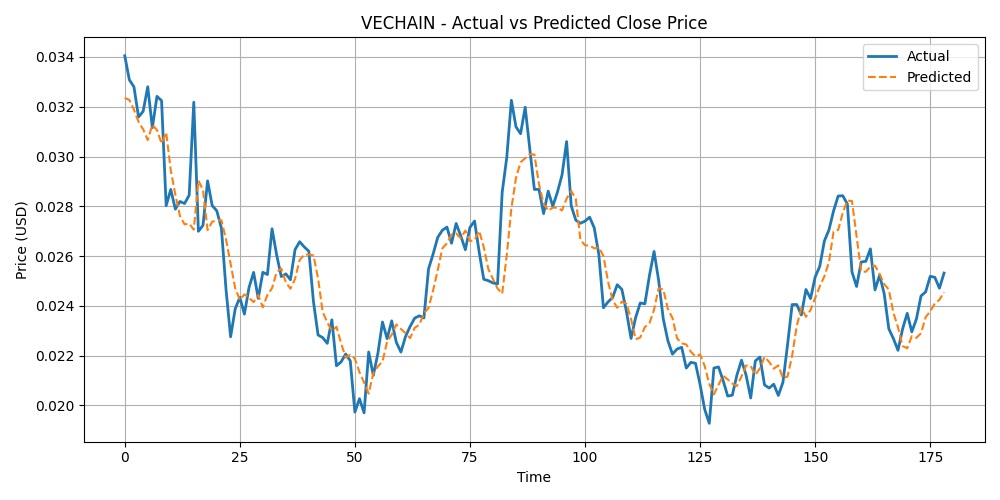 VECHAIN - Actual vs Predicted Close Price
Actual
Predicted
Price (USD)
0.034
0.032
0.030
0.028
0.026
0.024
0.022
0.020
0 25 50 75 100 125 150 175
Time